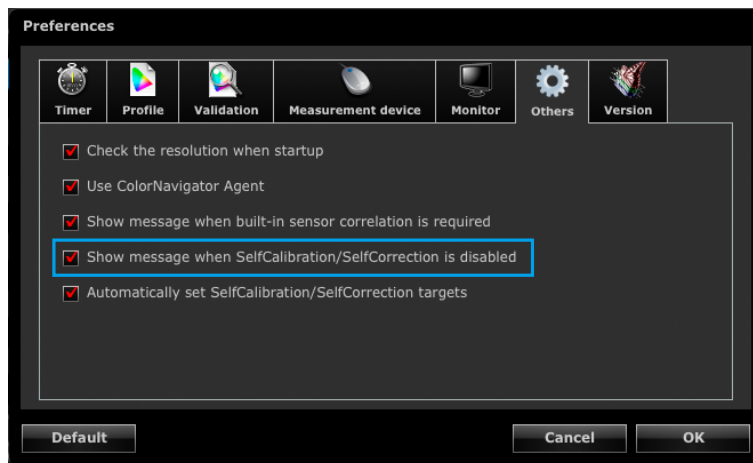 Preferences
Timer
Profile
Validation
Measurement device
Monitor
Others
Version
Check the resolution when startup
Use ColorNavigator Agent
Show message when built-in sensor correlation is required
Show message when SelfCalibration/SelfCorrection is disabled
Automatically set SelfCalibration/SelfCorrection targets
Default
Cancel
OK